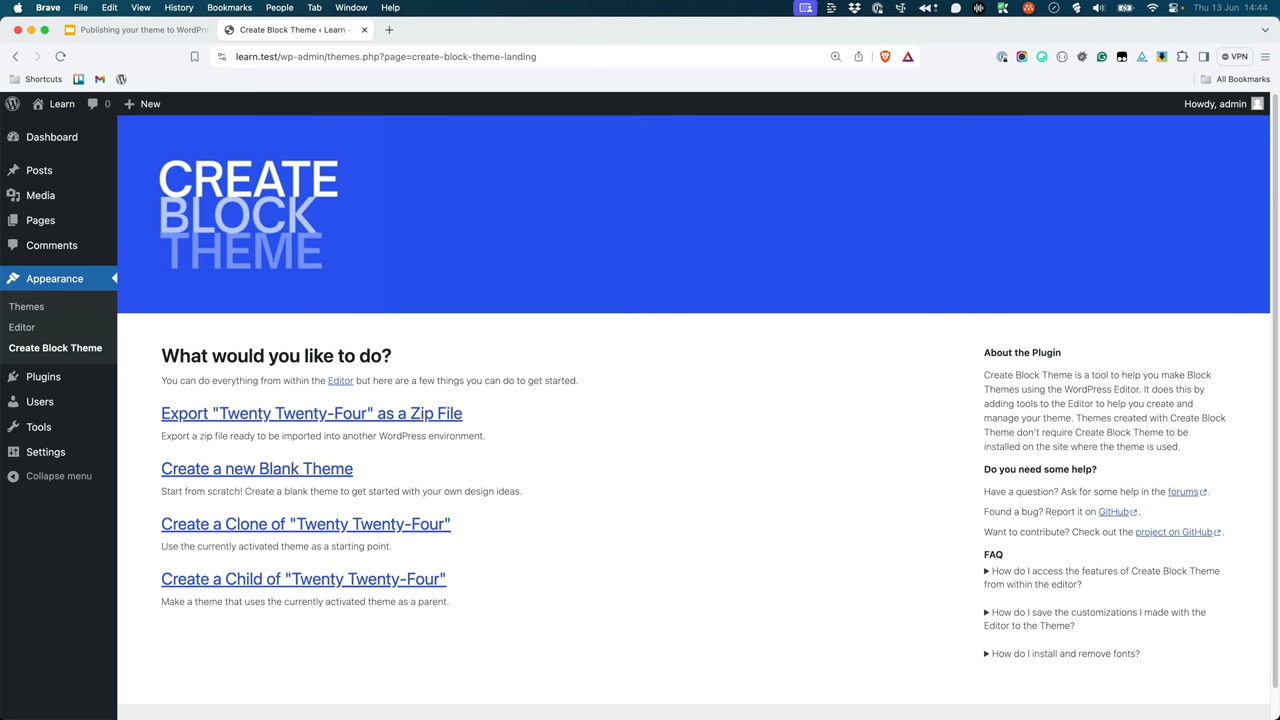 Brave File Edit View History Bookmarks People Tab Window Help Thu 13 Jun 14:44
Publishing your theme to WordPre
Create Block Theme ‹ Learn –
learn.test/wp-admin/themes.php?page=create-block-theme-landing
VPN
Shortcuts
All Bookmarks
Learn 0 New
Howdy, admin
Dashboard
Posts
Media
Pages
Comments
Appearance
Themes
Editor
Create Block Theme
Plugins
Users
Tools
Settings
Collapse menu
CREATE
BLOCK
THEME
What would you like to do?
You can do everything from within the Editor but here are a few things you can do to get started.
Export "Twenty Twenty-Four" as a Zip File
Export a zip file ready to be imported into another WordPress environment.
Create a new Blank Theme
Start from scratch! Create a blank theme to get started with your own design ideas.
Create a Clone of "Twenty Twenty-Four"
Use the currently activated theme as a starting point.
Create a Child of "Twenty Twenty-Four"
Make a theme that uses the currently activated theme as a parent.
About the Plugin
Create Block Theme is a tool to help you make Block
Themes using the WordPress Editor. It does this by
adding tools to the Editor to help you create and
manage your theme. Themes created with Create Block
Theme don't require Create Block Theme to be
installed on the site where the theme is used.
Do you need some help?
Have a question? Ask for some help in the forums.
Found a bug? Report it on GitHub.
Want to contribute? Check out the project on GitHub.
FAQ
How do I access the features of Create Block Theme
from within the editor?
How do I save the customizations I made with the
Editor to the Theme?
How do I install and remove fonts?